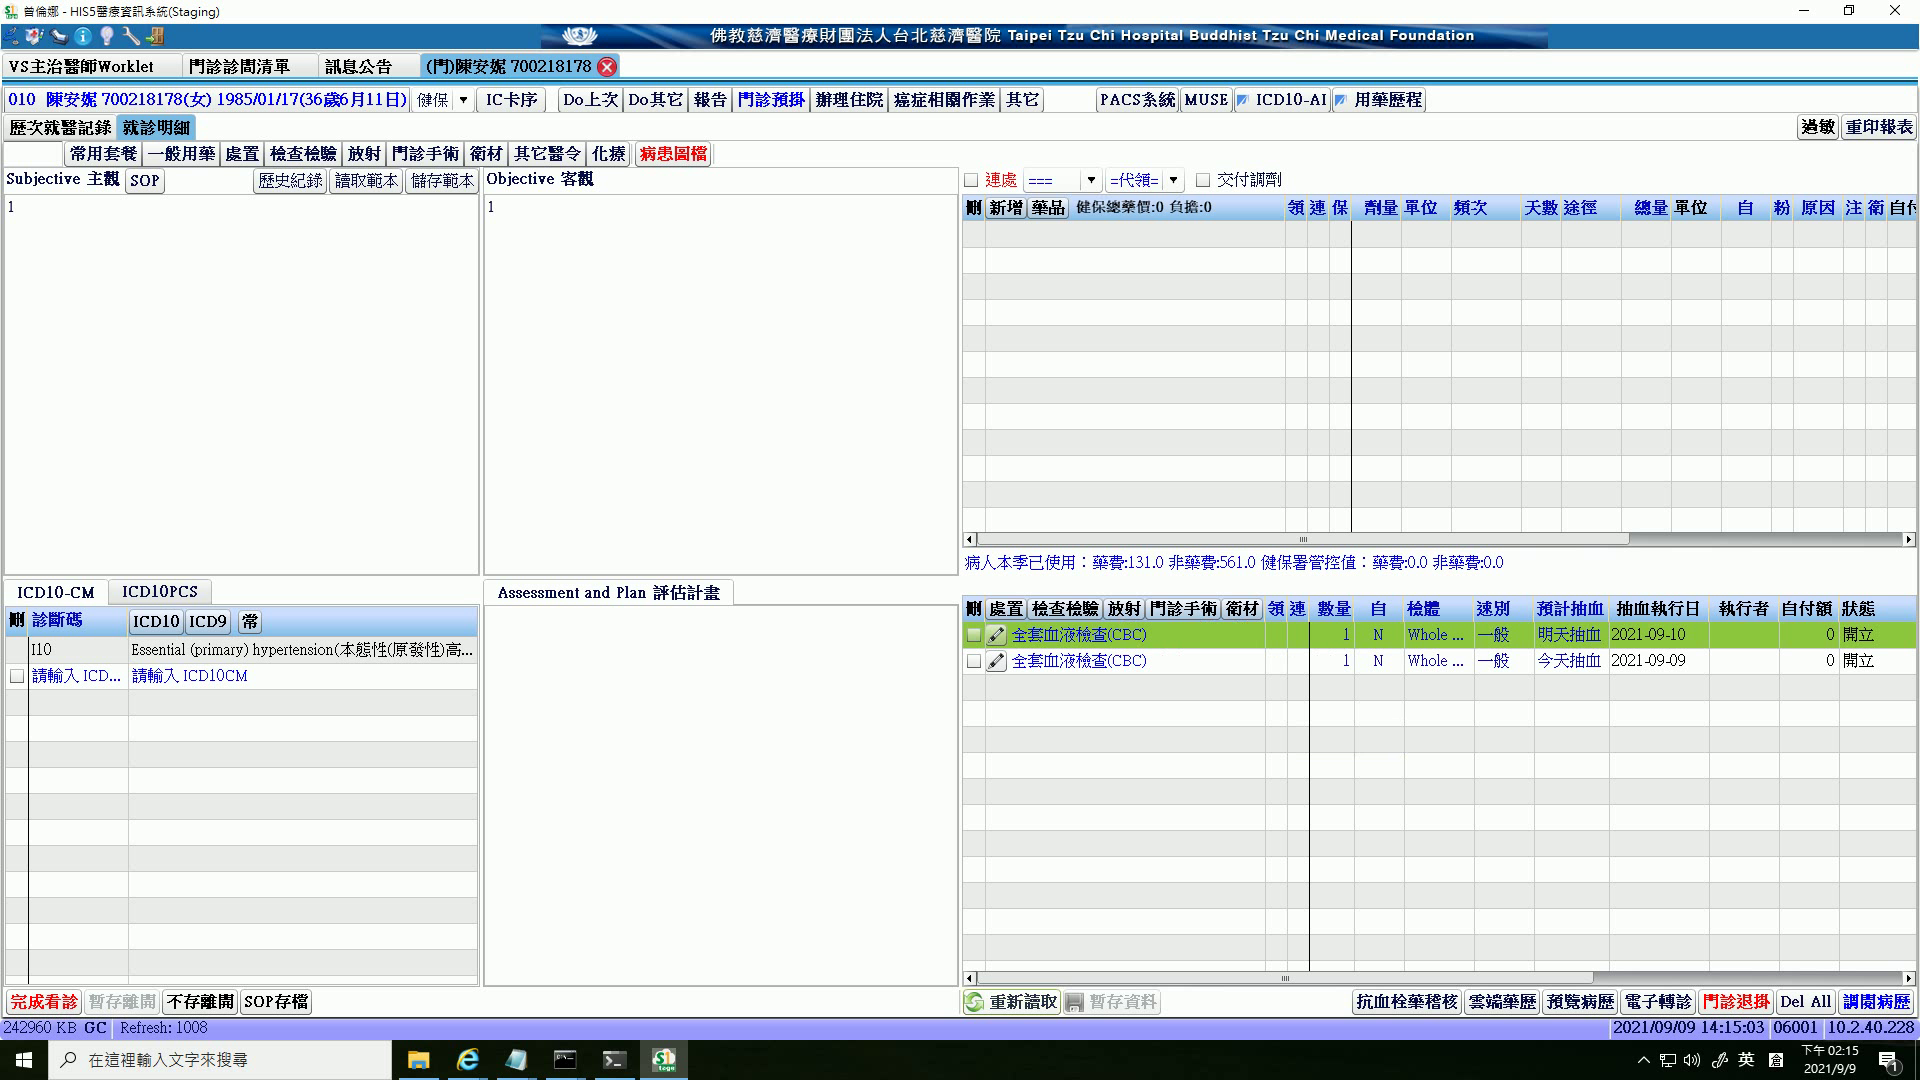 曾倫娜 - HIS5醫療資訊系統(Staging)
佛教慈濟醫療財團法人台北慈濟醫院 Taipei Tzu Chi Hospital Buddhist Tzu Chi Medical Foundation
VS主治醫師Worklet 門診診間清單 訊息公告 (門)陳安妮 700218178
010 陳安妮 700218178(女) 1985/01/17(36歲6月11日) 健保 IC卡序 Do上次 Do其它 報告 門診預掛 辦理住院 癌症相關作業 其它 PACS系統 MUSE ICD10-AI 用藥歷程
歷次就醫記錄 就診明細 過敏 重印報表
常用套餐 一般用藥 處置 檢查檢驗 放射 門診手術 衛材 其它醫令 化療 病患圖檔
Subjective 主觀 SOP 歷史紀錄 讀取範本 儲存範本 Objective 客觀 連處 === =代領= 交付調劑
1 1
刪 新增 藥品 健保總藥價:0 負擔:0 領 連 保 劑量 單位 頻次 天數 途徑 總量 單位 自 粉 原因 注 衛 自付
病人本季已使用：藥費:131.0 非藥費:561.0 健保署管控值：藥費:0.0 非藥費:0.0
ICD10-CM ICD10PCS Assessment and Plan 評估計畫
刪 診斷碼 ICD10 ICD9 常
I10 Essential (primary) hypertension(本態性(原發性)高...
請輸入 ICD... 請輸入 ICD10CM
刪 處置 檢查檢驗 放射 門診手術 衛材 領 連 數量 自 檢體 速別 預計抽血 抽血執行日 執行者 自付額 狀態
全套血液檢查(CBC) 1 N Whole ... 一般 明天抽血 2021-09-10 0 開立
全套血液檢查(CBC) 1 N Whole ... 一般 今天抽血 2021-09-09 0 開立
完成看診 暫存離開 不存離開 SOP存檔 重新讀取 暫存資料 抗血栓藥稽核 雲端藥歷 預覽病歷 電子轉診 門診退掛 Del All 調閱病歷
242960 KB GC Refresh: 1008 2021/09/09 14:15:03 06001 10.2.40.228
在這裡輸入文字來搜尋 英 下午 02:15
2021/9/9 1